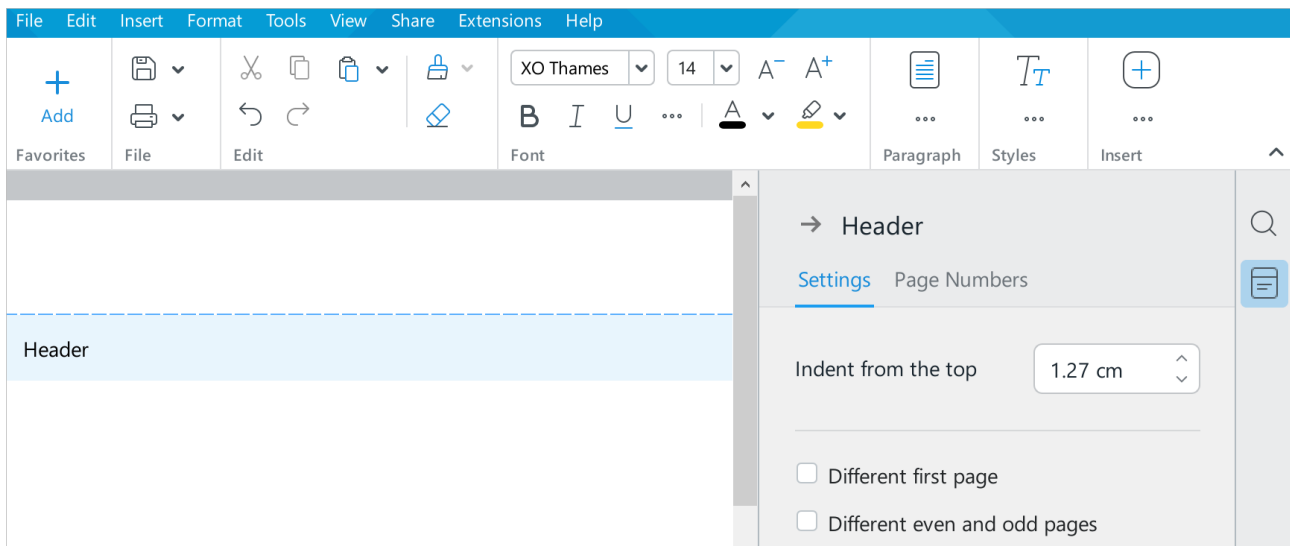 File Edit Insert Format Tools View Share Extensions Help
XO Thames 14 A− A+
Add B I U A
Favorites File Edit Font Paragraph Styles Insert
Header
Settings Page Numbers
Header
Indent from the top 1.27 cm
Different first page
Different even and odd pages